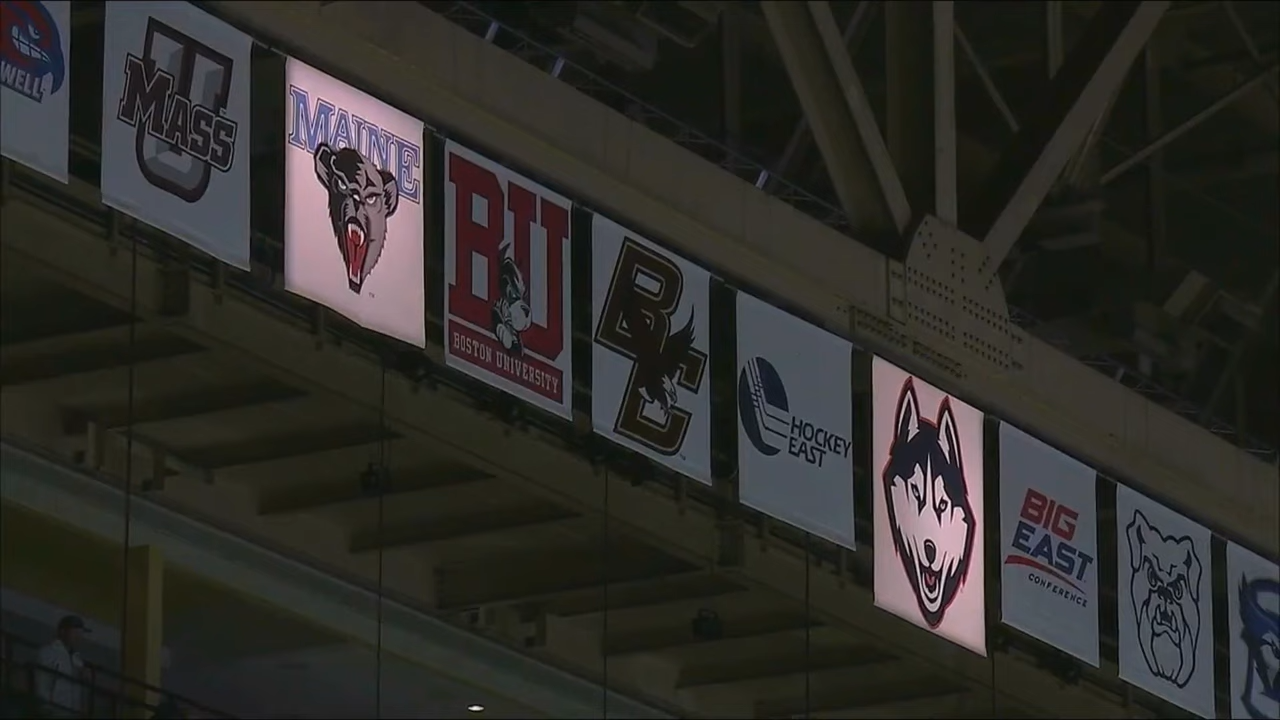 WELL
U
MASS
MAINE
BU
BOSTON UNIVERSITY
BC
HOCKEY
EAST
BIG
EAST
CONFERENCE